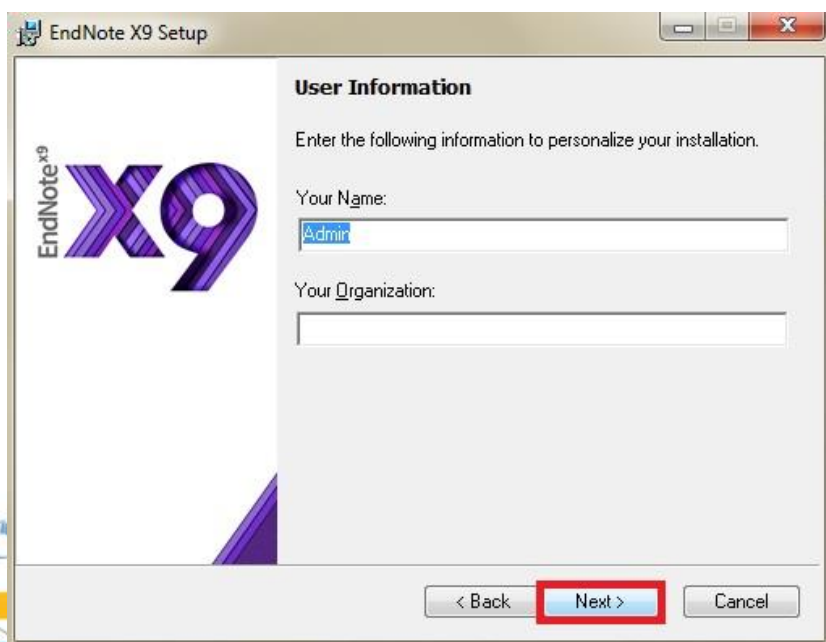 EndNote X9 Setup
EndNote x9
X9
User Information
Enter the following information to personalize your installation.
Your Name:
Admin
Your Organization:
< Back
Next >
Cancel